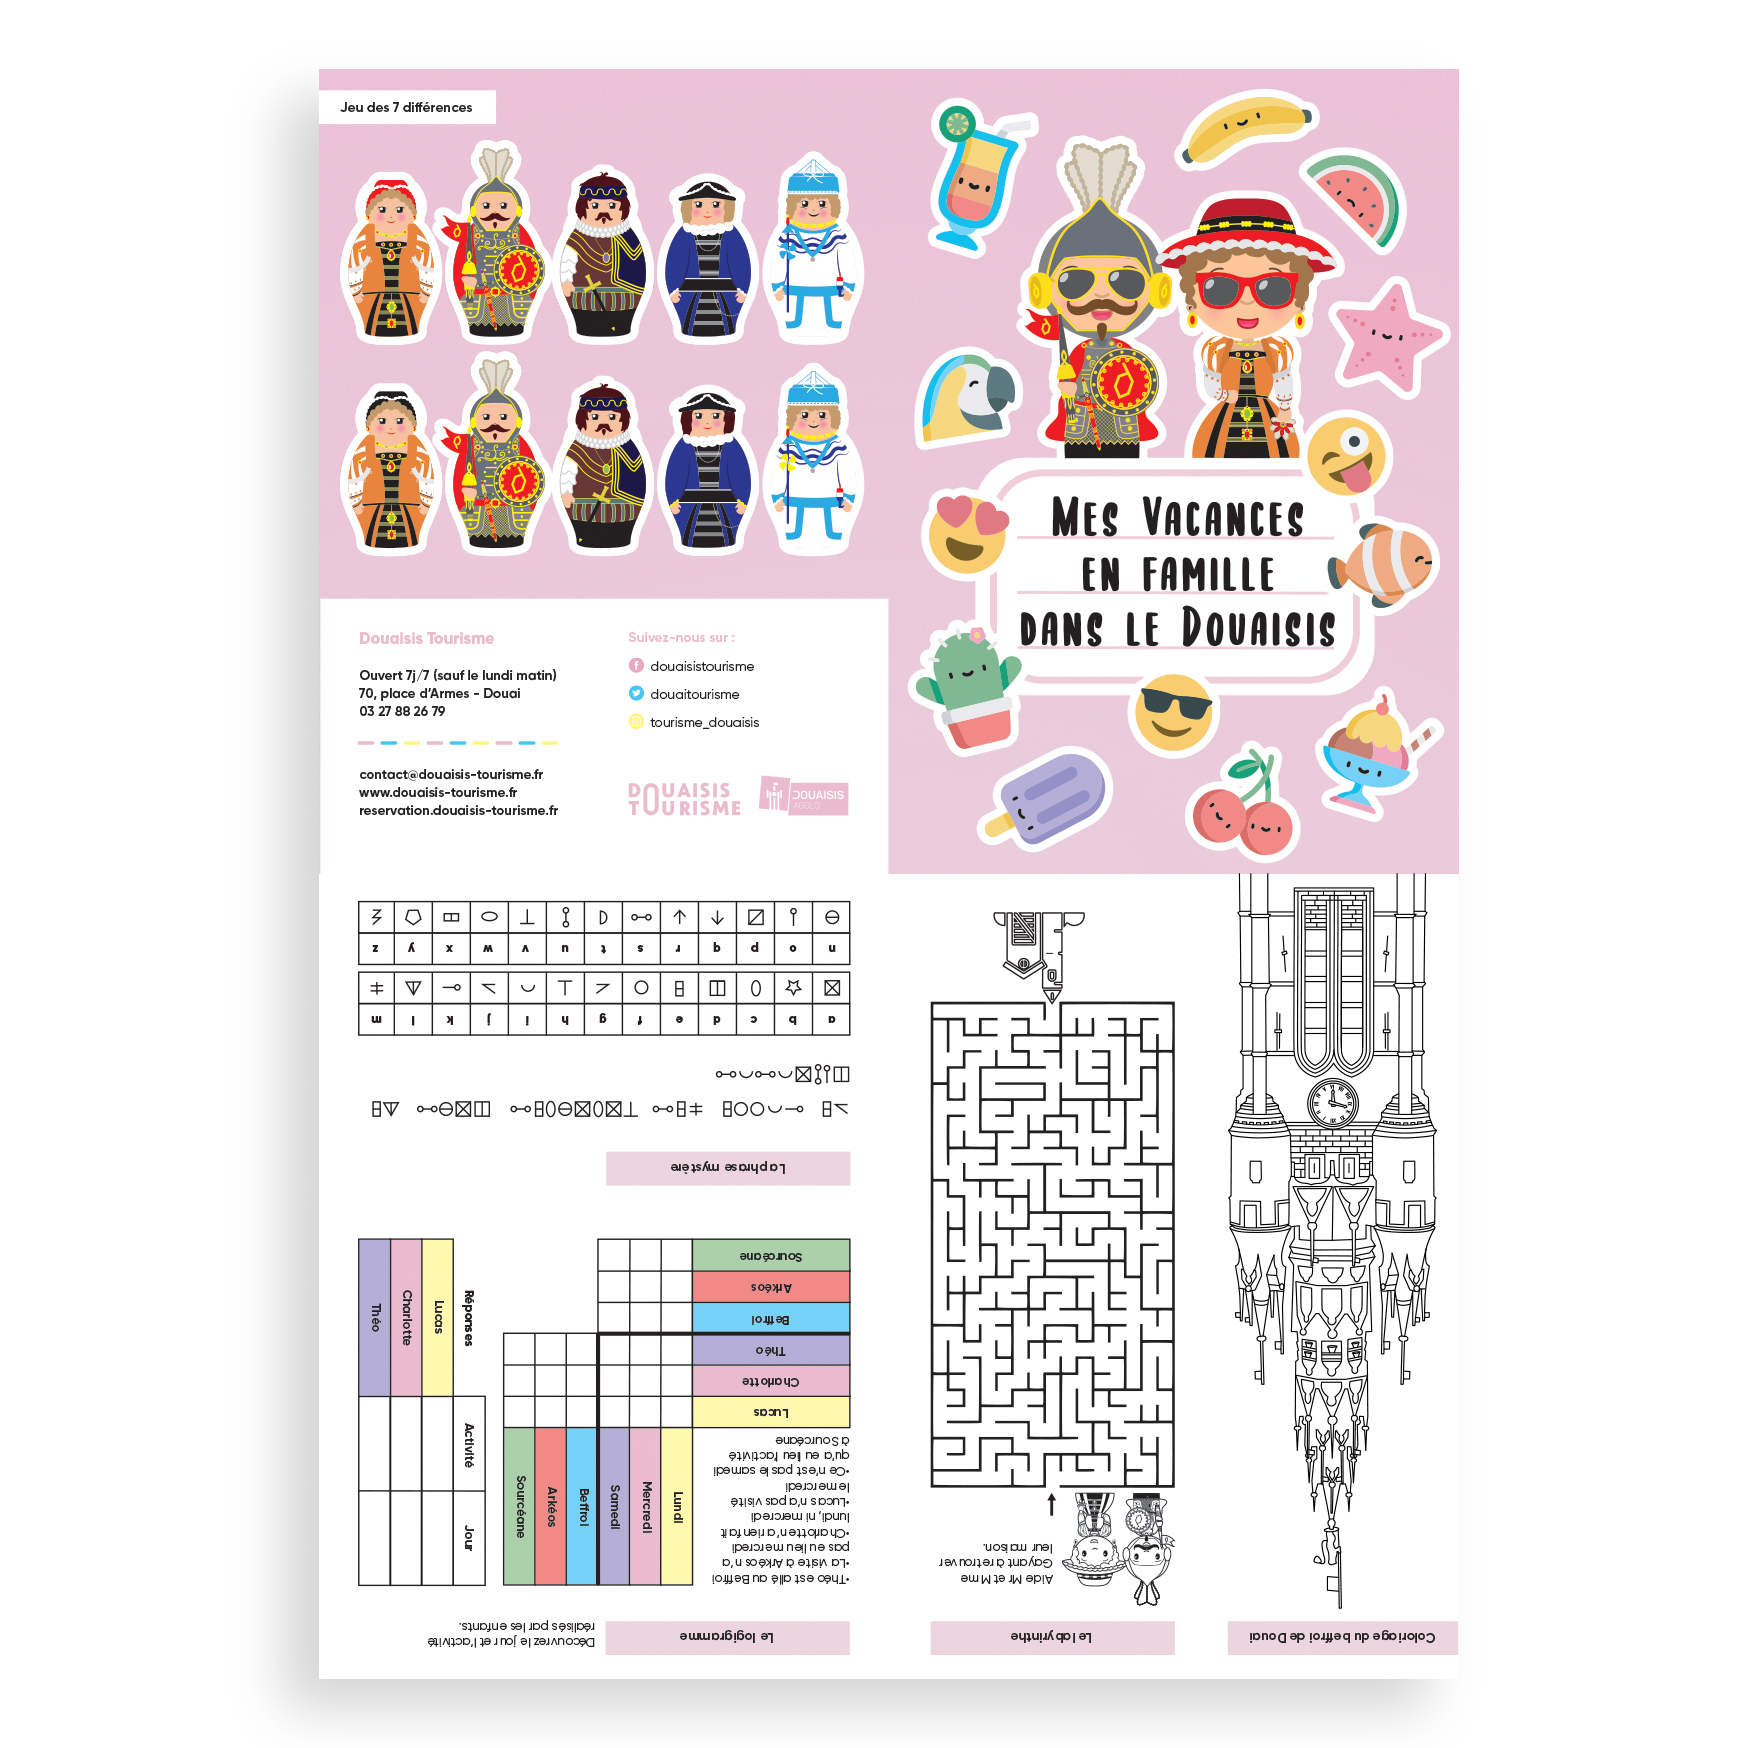 Jeu des 7 différences
Mes Vacances
en famille
dans le Douaisis
Douaisis Tourisme
Ouvert 7j/7 (sauf le lundi matin)
70, place d'Armes - Douai
03 27 88 26 79
contact@douaisis-tourisme.fr
www.douaisis-tourisme.fr
reservation.douaisis-tourisme.fr
Suivez-nous sur :
douaisistourisme
douaitourisme
tourisme_douaisis
DOUAISIS
TOURISME
DOUAISIS
AGGLO
Coloriage du beffroi de Douai
Le labyrinthe
Aide Mr et Mme
Gayant à retrouver
leur maison.
Le logigramme
Découvrez le jour et l'activité
réalisés par les enfants.
•Théo est allé au Beffroi
•La visite à Arkéos n'a
pas eu lieu mercredi
•Charlotte n'a rien fait
lundi, ni mercredi
•Lucas n'a pas visité
le mercredi
•Ce n'est pas le samedi
qu'a eu lieu l'activité
à Sourcéane
Lundi
Mercredi
Samedi
Beffroi
Arkéos
Sourcéane
Lucas
Charlotte
Théo
Beffroi
Arkéos
Sourcéane
Jour
Activité
Réponses
Lucas
Charlotte
Théo
La phrase mystère
a b c d e f g h i j k l m
n o p q r s t u v w x y z